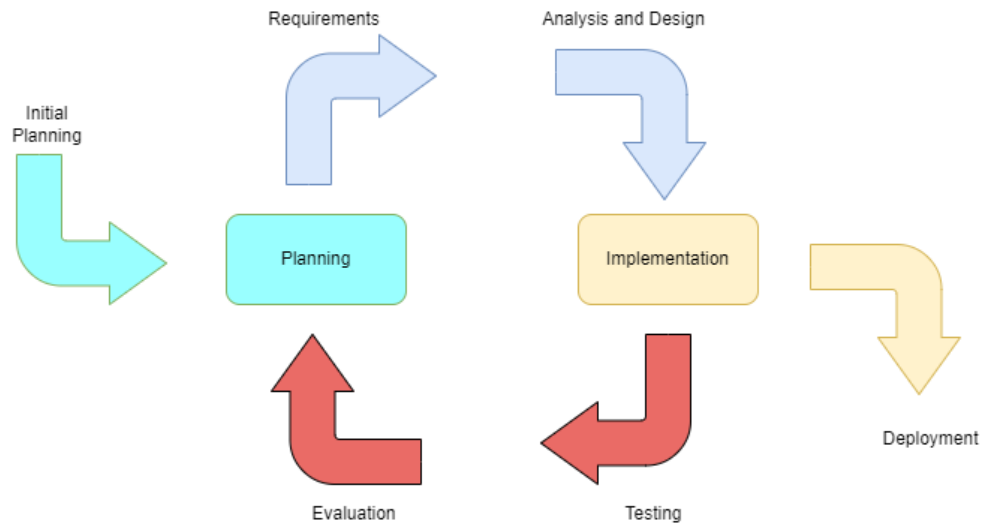 Requirements
Analysis and Design
Initial
Planning
Planning
Implementation
Deployment
Evaluation
Testing